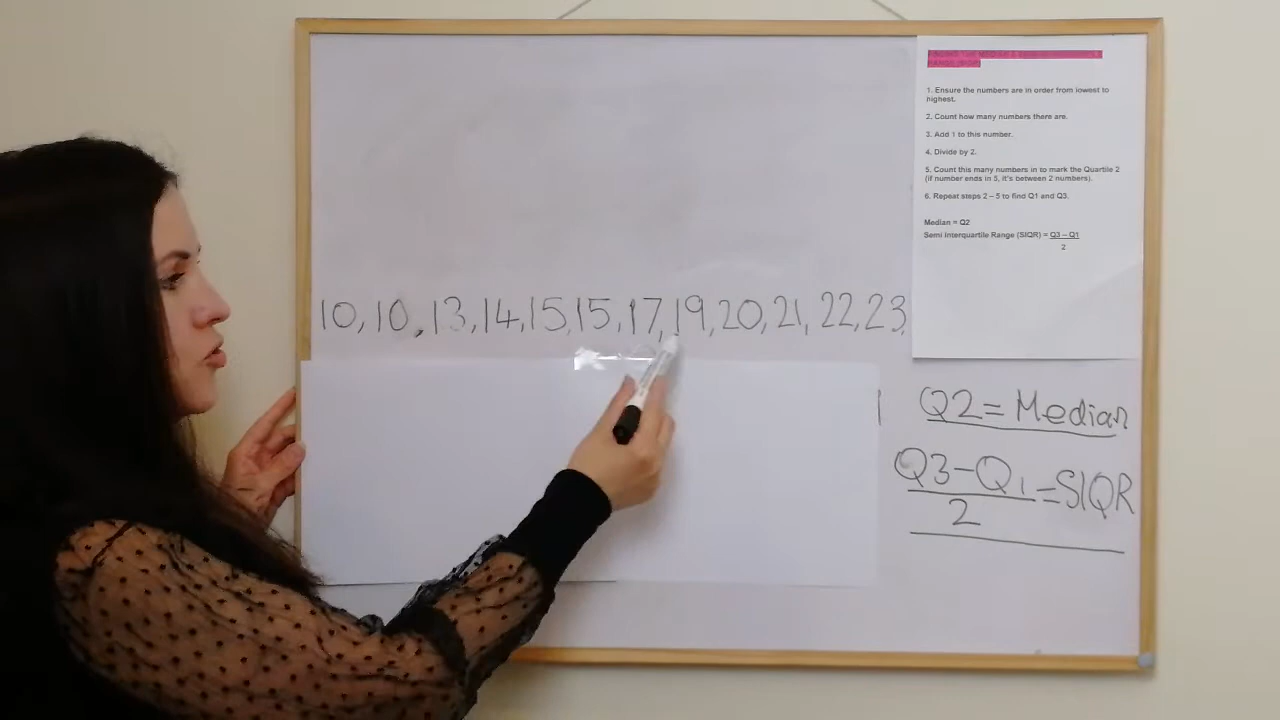 1. Ensure the numbers are in order from lowest to
highest.
2. Count how many numbers there are.
3. Add 1 to this number.
4. Divide by 2.
5. Count this many numbers in to mark the Quartile 2
(if number ends in 5, it's between 2 numbers).
6. Repeat steps 2 – 5 to find Q1 and Q3.
Median = Q2
Semi Interquartile Range (SIQR) = Q3 – Q1
2
10, 10, 13, 14, 15, 15, 17, 19, 20, 21, 22, 23,
Q2 = Median
Q3 – Q1
2
= SIQR